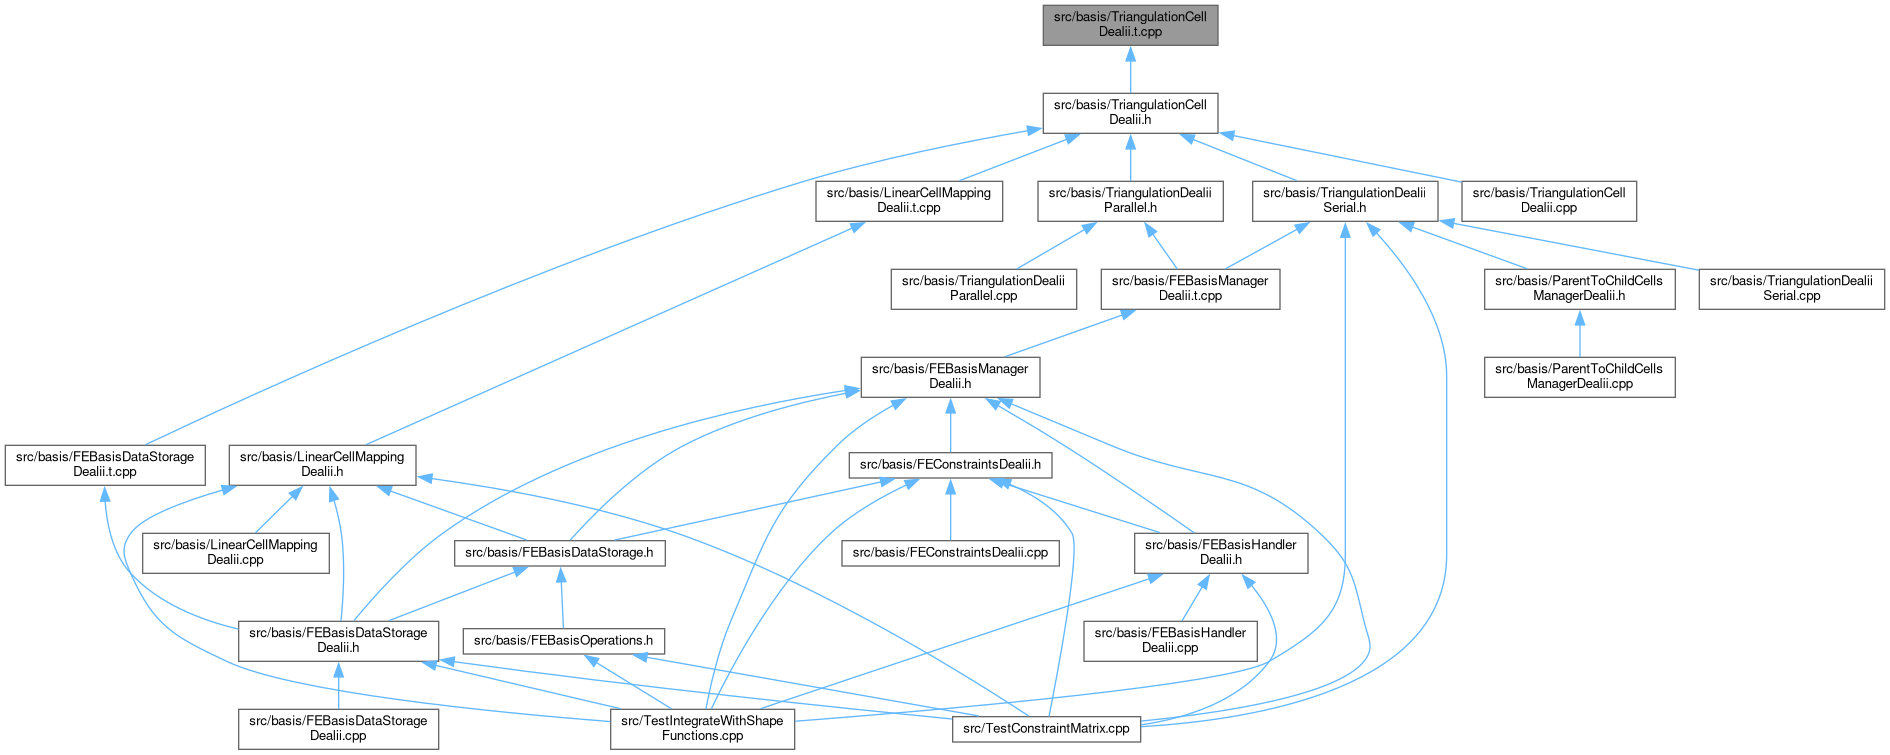 src/basis/TriangulationCell
Dealii.t.cpp
src/basis/TriangulationCell
Dealii.h
src/basis/LinearCellMapping
Dealii.t.cpp
src/basis/TriangulationDealii
Parallel.h
src/basis/TriangulationDealii
Serial.h
src/basis/TriangulationCell
Dealii.cpp
src/basis/TriangulationDealii
Parallel.cpp
src/basis/FEBasisManager
Dealii.t.cpp
src/basis/ParentToChildCells
ManagerDealii.h
src/basis/TriangulationDealii
Serial.cpp
src/basis/FEBasisManager
Dealii.h
src/basis/ParentToChildCells
ManagerDealii.cpp
src/basis/FEBasisDataStorage
Dealii.t.cpp
src/basis/LinearCellMapping
Dealii.h
src/basis/FEConstraintsDealii.h
src/basis/LinearCellMapping
Dealii.cpp
src/basis/FEBasisDataStorage.h
src/basis/FEConstraintsDealii.cpp
src/basis/FEBasisHandler
Dealii.h
src/basis/FEBasisDataStorage
Dealii.h
src/basis/FEBasisOperations.h
src/basis/FEBasisHandler
Dealii.cpp
src/basis/FEBasisDataStorage
Dealii.cpp
src/TestIntegrateWithShape
Functions.cpp
src/TestConstraintMatrix.cpp